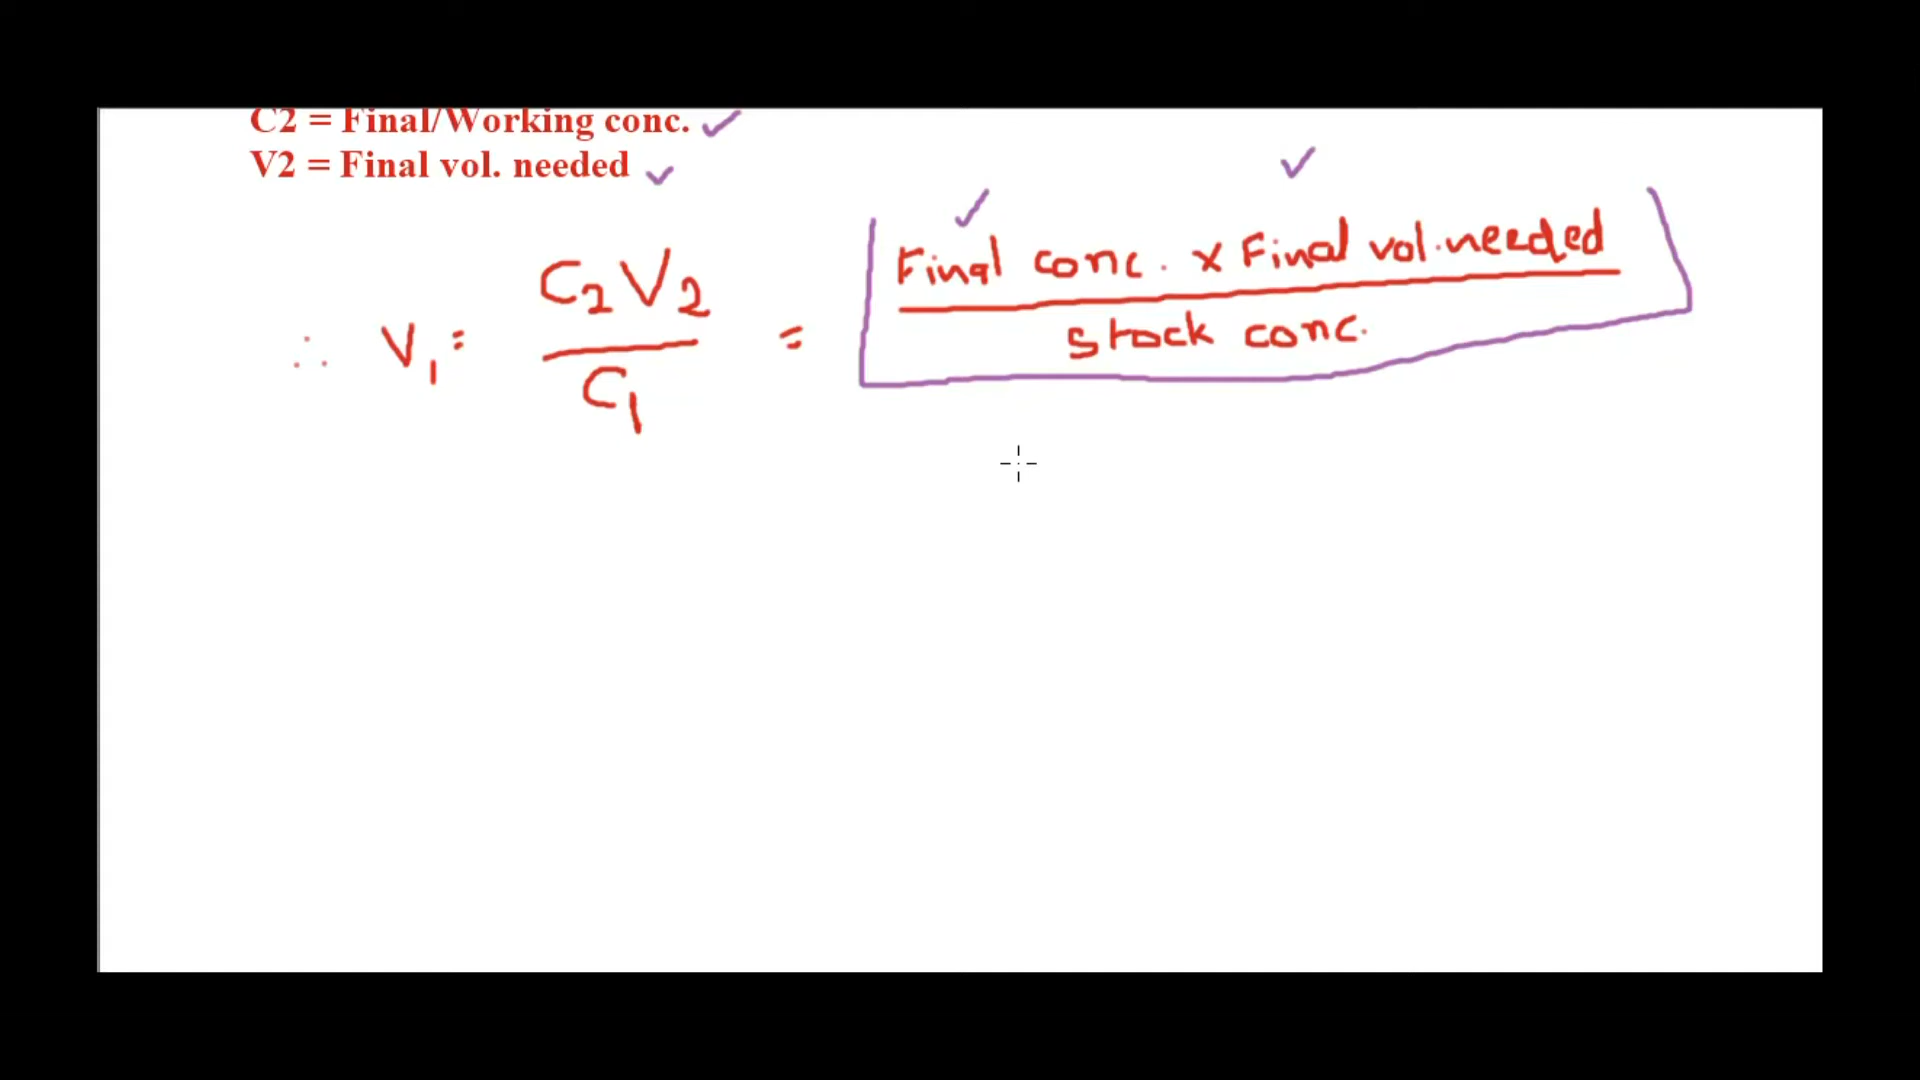 C2 = Final/Working conc. ✓
V2 = Final vol. needed ✓
∴ V₁ = C₂V₂ / C₁ = Final conc. x Final vol. needed / stock conc.